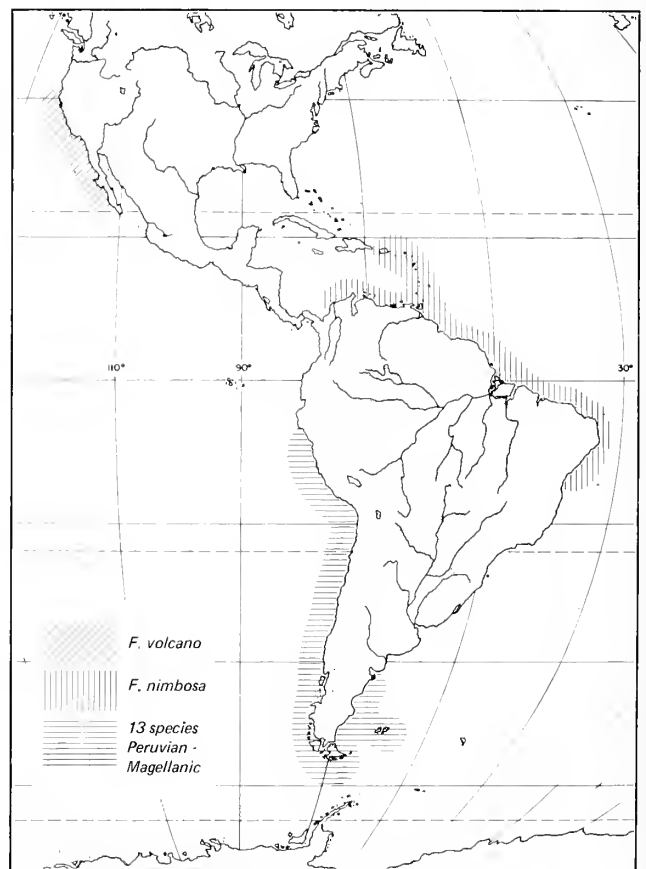 110°
90°
30°
F. volcano
F. nimbosa
13 species
Peruvian -
Magellanic